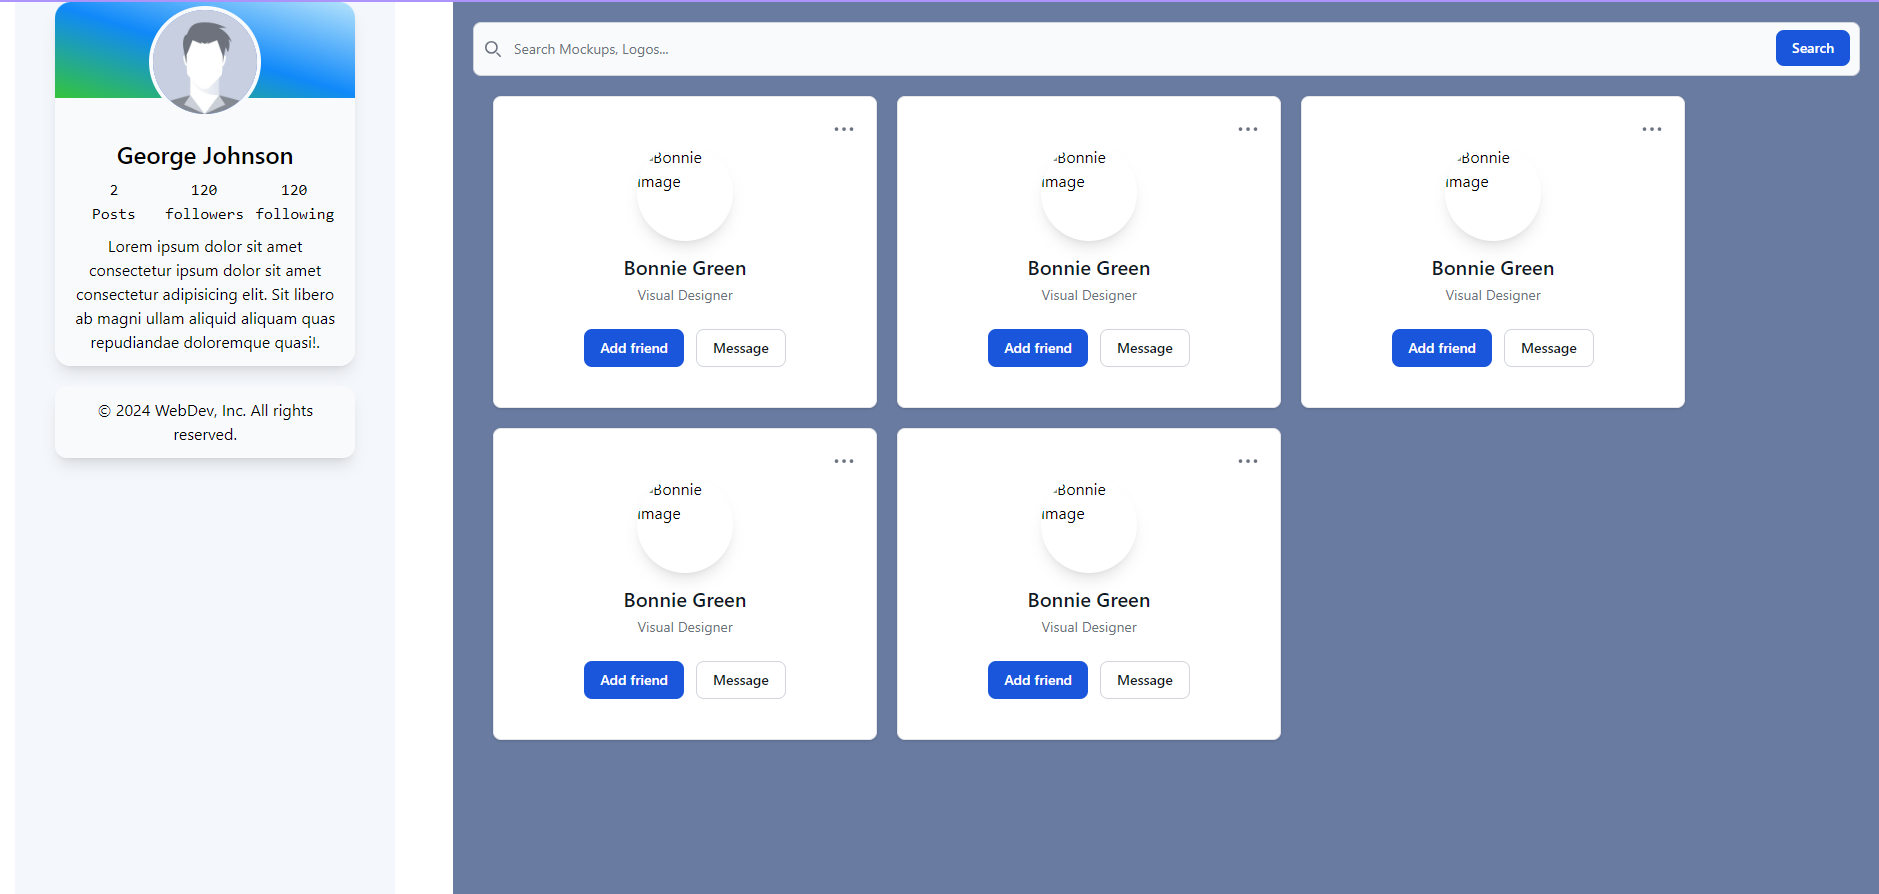 George Johnson
2 120 120
Posts followers following
Lorem ipsum dolor sit amet
consectetur ipsum dolor sit amet
consectetur adipisicing elit. Sit libero
ab magni ullam aliquid aliquam quas
repudiandae doloremque quasi!.
© 2024 WebDev, Inc. All rights
reserved.
Search Mockups, Logos...
Search
Bonnie
image
Bonnie Green
Visual Designer
Add friend Message
Bonnie
image
Bonnie Green
Visual Designer
Add friend Message
Bonnie
image
Bonnie Green
Visual Designer
Add friend Message
Bonnie
image
Bonnie Green
Visual Designer
Add friend Message
Bonnie
image
Bonnie Green
Visual Designer
Add friend Message